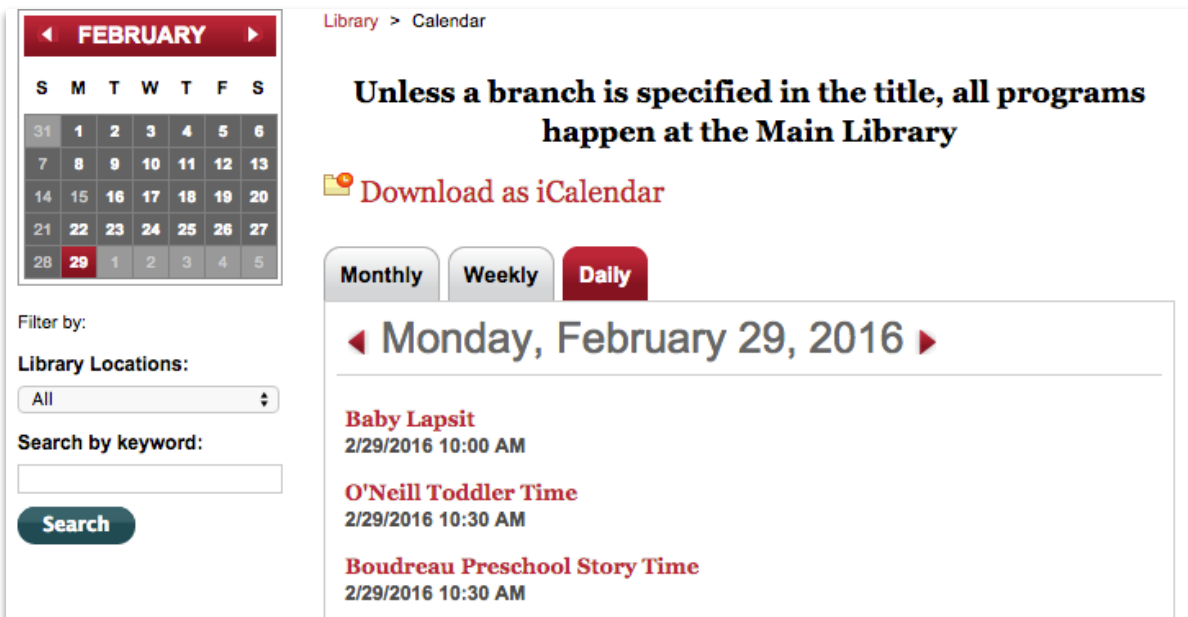 FEBRUARY
S M T W T F S
31 1 2 3 4 5 6
7 8 9 10 11 12 13
14 15 16 17 18 19 20
21 22 23 24 25 26 27
28 29 1 2 3 4 5
Filter by:
Library Locations:
All
Search by keyword:
Search
Library > Calendar
Unless a branch is specified in the title, all programs
happen at the Main Library
Download as iCalendar
Monthly Weekly Daily
Monday, February 29, 2016
Baby Lapsit
2/29/2016 10:00 AM
O'Neill Toddler Time
2/29/2016 10:30 AM
Boudreau Preschool Story Time
2/29/2016 10:30 AM